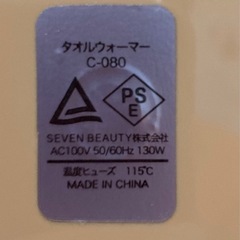 タオルウォーマー
C-080
PS
E
SEVEN BEAUTY株式会社
AC100V 50/60Hz 130W
温度ヒューズ 115℃
MADE IN CHINA